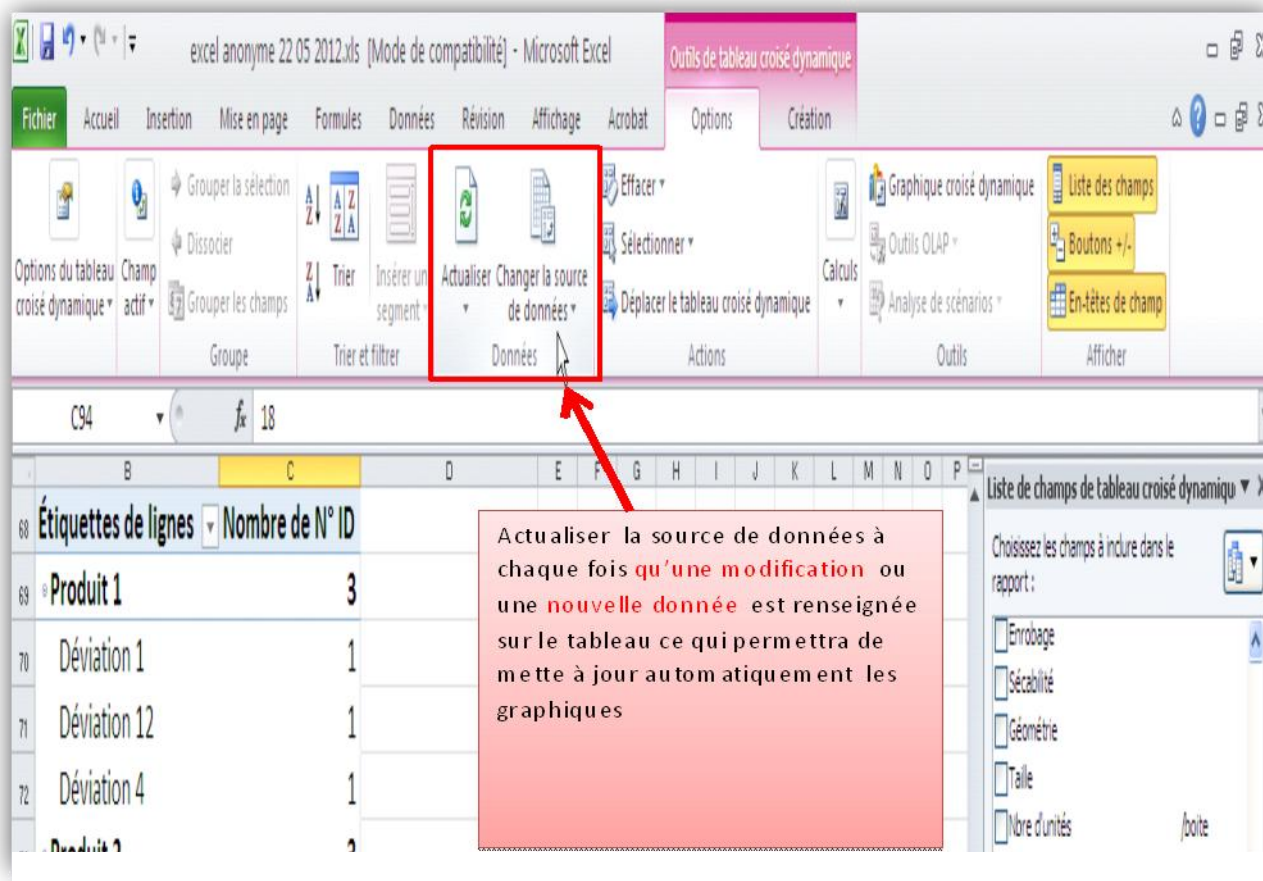 excel anonyme 22 05 2012.xls [Mode de compatibilité] - Microsoft Excel
Outils de tableau croisé dynamique
Fichier Accueil Insertion Mise en page Formules Données Révision Affichage Acrobat Options Création
Options du tableau croisé dynamique
Champ actif
Grouper la sélection
Dissocier
Grouper les champs
Groupe
Trier
Insérer un segment
Trier et filtrer
Actualiser
Changer la source de données
Données
Effacer
Sélectionner
Déplacer le tableau croisé dynamique
Actions
Calculs
Graphique croisé dynamique
Outils OLAP
Analyse de scénarios
Outils
Liste des champs
Boutons +/-
En-têtes de champ
Afficher
C94 fx 18
B C D E F G H I J K L M N O P
68 Étiquettes de lignes Nombre de N° ID
69 Produit 1 3
70 Déviation 1 1
71 Déviation 12 1
72 Déviation 4 1
Actualiser la source de données à
chaque fois qu'une modification ou
une nouvelle donnée est renseignée
sur le tableau ce qui permettra de
mette à jour automatiquement les
graphiques
Liste de champs de tableau croisé dynamiqu
Choisissez les champs à inclure dans le
rapport :
Enrobage
Sécabilité
Géométrie
Taille
Nbre d'unités /boite